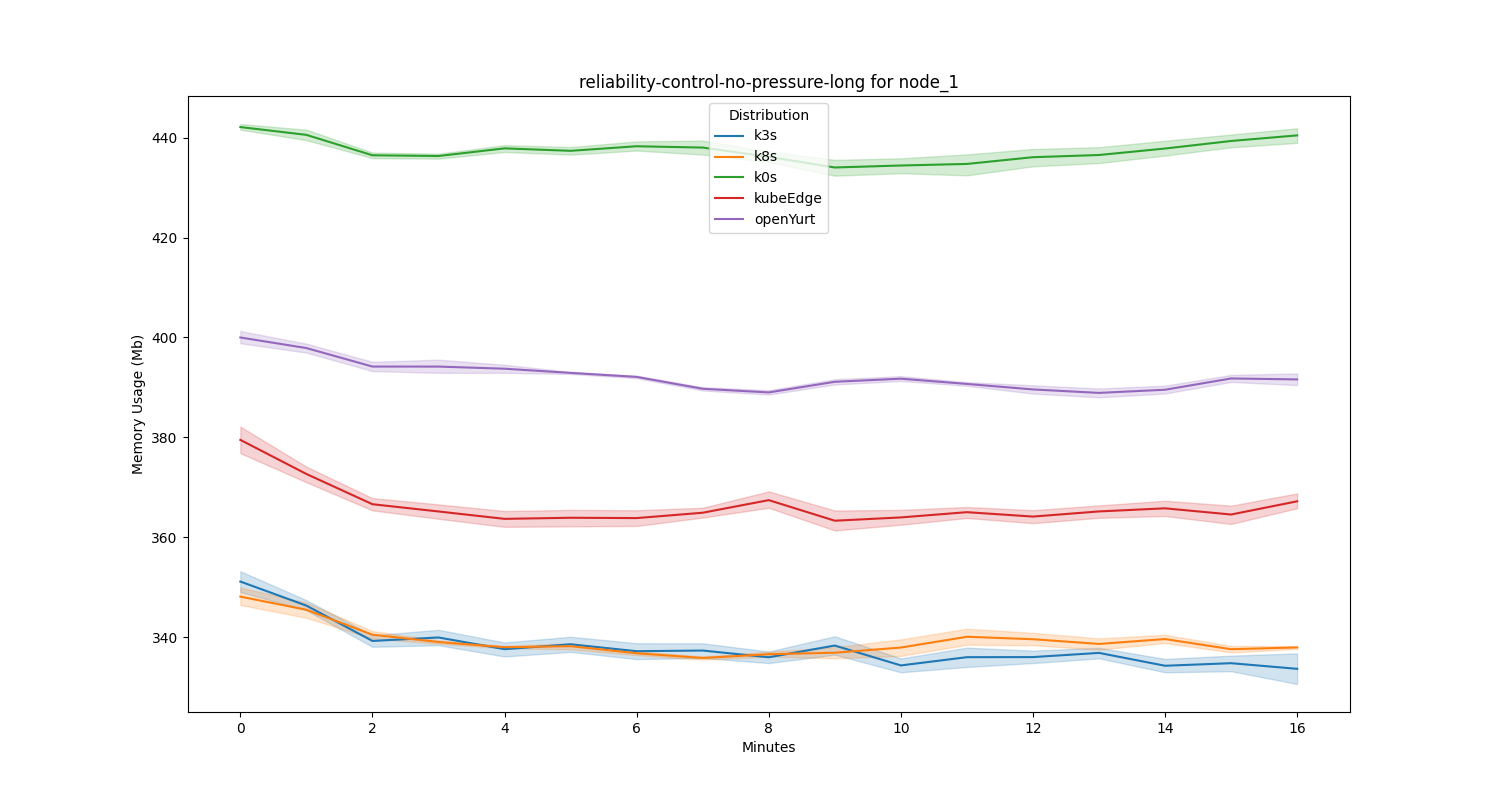 reliability-control-no-pressure-long for node_1
Distribution
k3s
k8s
k0s
kubeEdge
openYurt
440
420
400
380
360
340
Memory Usage (Mb)
0 2 4 6 8 10 12 14 16
Minutes